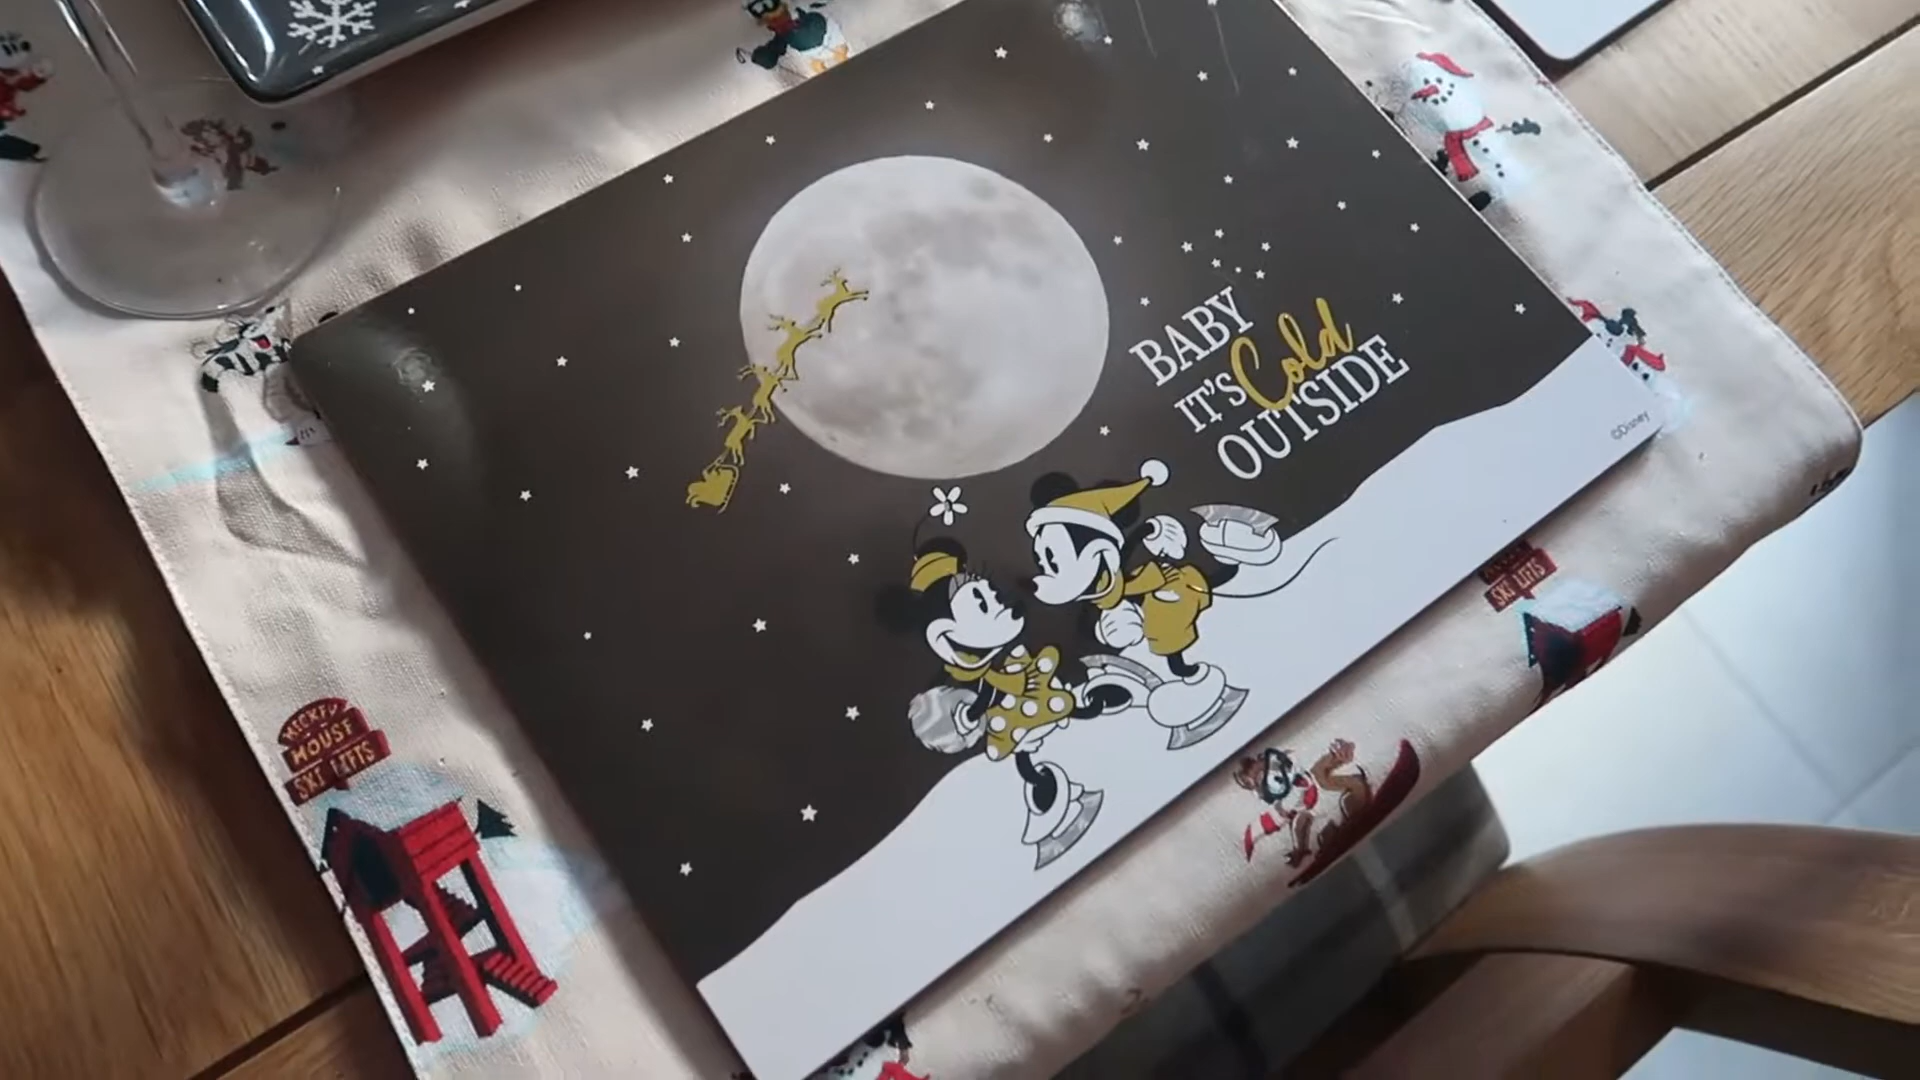 BABY
IT'S Cold
OUTSIDE
©Disney
MICKEY
MOUSE
SKI LIFTS
SKI LIFTS